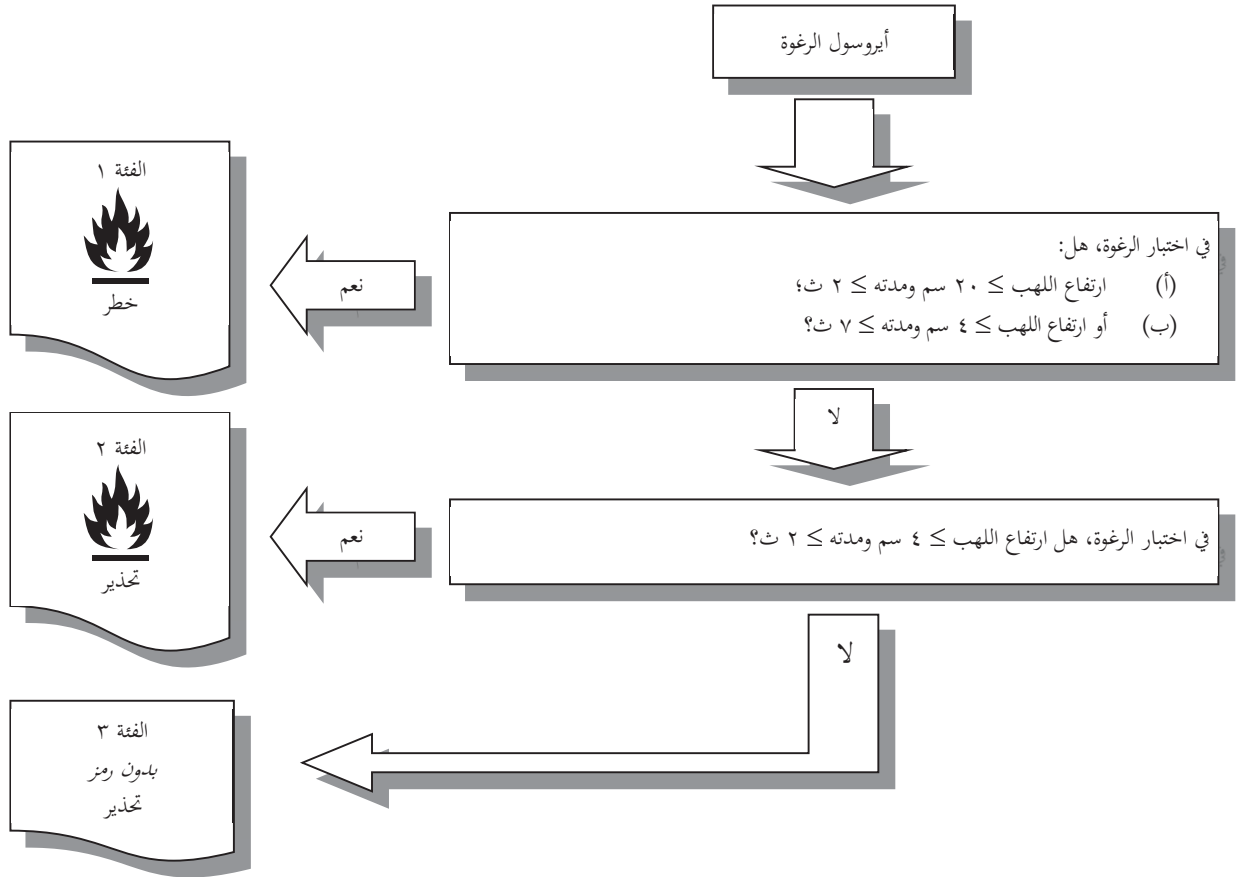 أيروسول الرغوة
في اختبار الرغوة، هل:
(أ) ارتفاع اللهب ≥ ٢٠ سم ومدته ≥ ٢ ث؛
(ب) أو ارتفاع اللهب ≥ ٤ سم ومدته ≥ ٧ ث؟
نعم
الفئة ١
خطر
لا
في اختبار الرغوة، هل ارتفاع اللهب ≥ ٤ سم ومدته ≥ ٢ ث؟
نعم
الفئة ٢
تحذير
لا
الفئة ٣
بدون رمز
تحذير